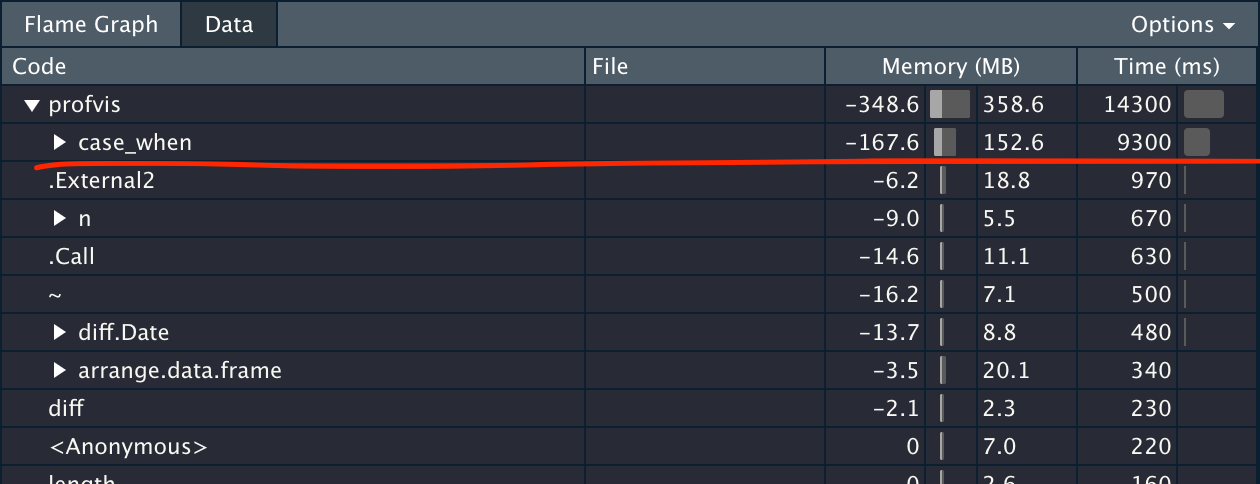 Flame Graph Data Options
Code File Memory (MB) Time (ms)
profvis -348.6 358.6 14300
case_when -167.6 152.6 9300
.External2 -6.2 18.8 970
n -9.0 5.5 670
.Call -14.6 11.1 630
~ -16.2 7.1 500
diff.Date -13.7 8.8 480
arrange.data.frame -3.5 20.1 340
diff -2.1 2.3 230
<Anonymous> 0 7.0 220
length 0 2.6 160